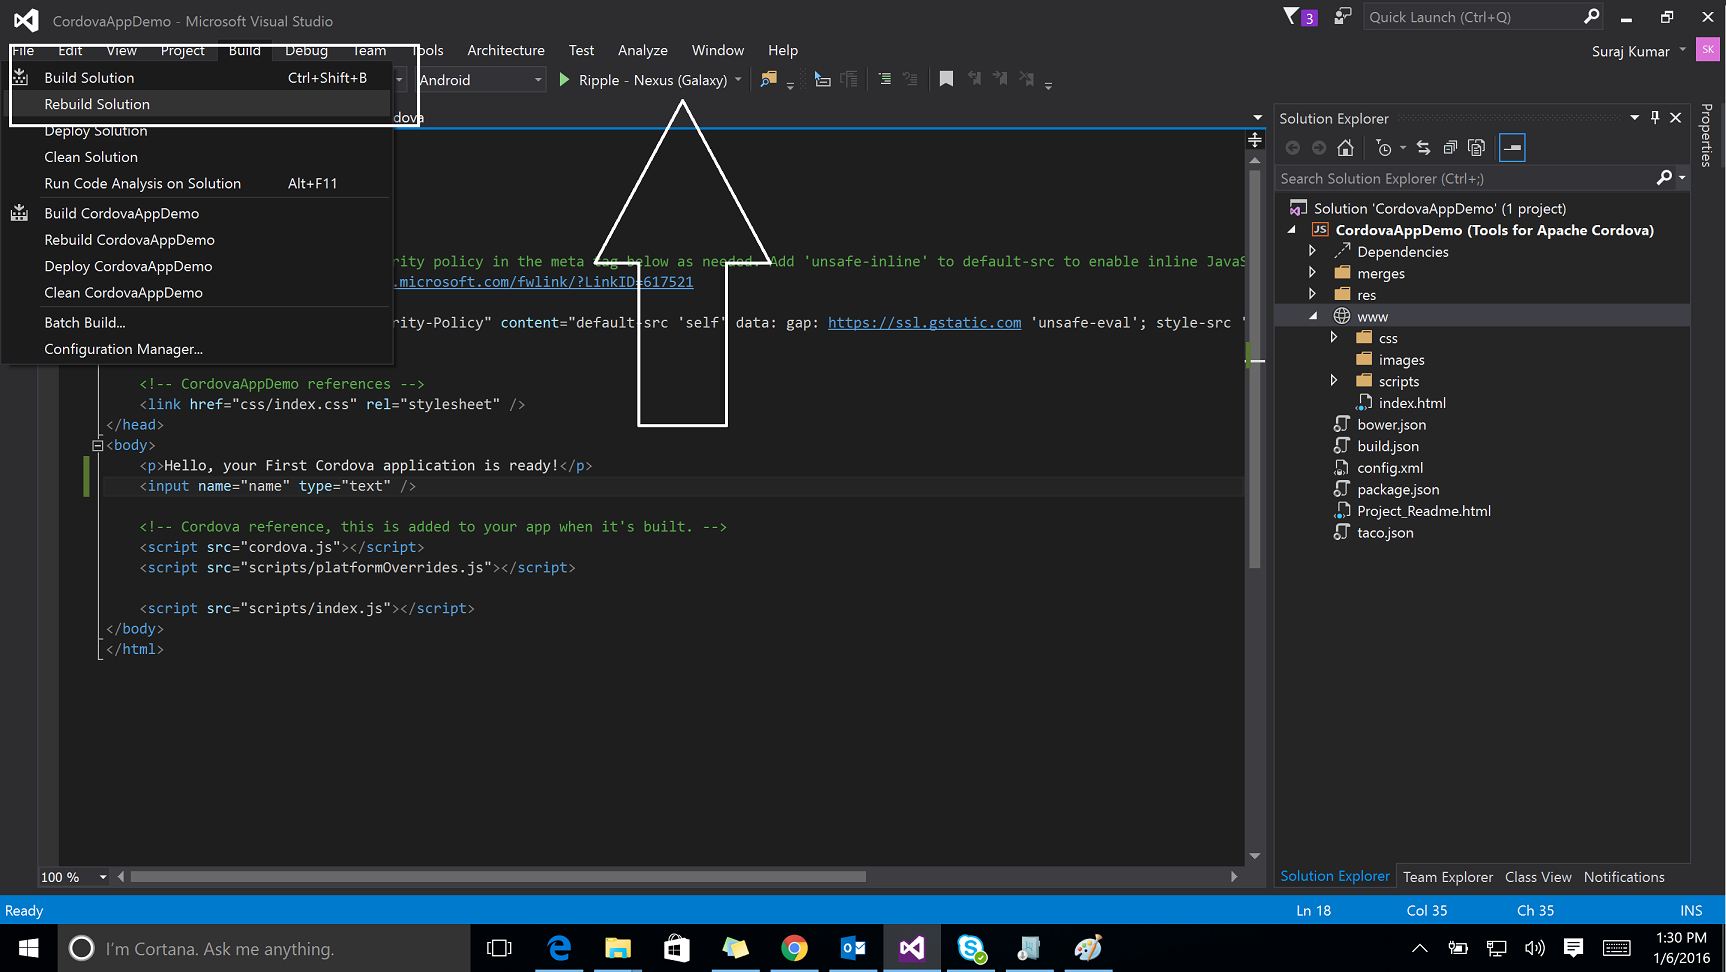 CordovaAppDemo - Microsoft Visual Studio
3
Quick Launch (Ctrl+Q)
File Edit View Project Build Debug Team Tools Architecture Test Analyze Window Help
Suraj Kumar
SK
Build Solution Ctrl+Shift+B
Android
Ripple - Nexus (Galaxy)
Rebuild Solution
dova
Deploy Solution
Clean Solution
Run Code Analysis on Solution Alt+F11
Build CordovaAppDemo
Rebuild CordovaAppDemo
Deploy CordovaAppDemo
Clean CordovaAppDemo
Batch Build...
Configuration Manager...
rity policy in the meta tag below as needed. Add 'unsafe-inline' to default-src to enable inline JavaS
.microsoft.com/fwlink/?LinkID=617521
rity-Policy" content="default-src 'self' data: gap: https://ssl.gstatic.com 'unsafe-eval'; style-src '
<!-- CordovaAppDemo references -->
<link href="css/index.css" rel="stylesheet" />
</head>
<body>
<p>Hello, your First Cordova application is ready!</p>
<input name="name" type="text" />
<!-- Cordova reference, this is added to your app when it's built. -->
<script src="cordova.js"></script>
<script src="scripts/platformOverrides.js"></script>
<script src="scripts/index.js"></script>
</body>
</html>
100 %
Solution Explorer
Properties
Search Solution Explorer (Ctrl+;)
Solution 'CordovaAppDemo' (1 project)
JS CordovaAppDemo (Tools for Apache Cordova)
Dependencies
merges
res
www
css
images
scripts
index.html
bower.json
build.json
config.xml
package.json
Project_Readme.html
taco.json
Solution Explorer Team Explorer Class View Notifications
Ready Ln 18 Col 35 Ch 35 INS
I'm Cortana. Ask me anything.
1:30 PM
1/6/2016